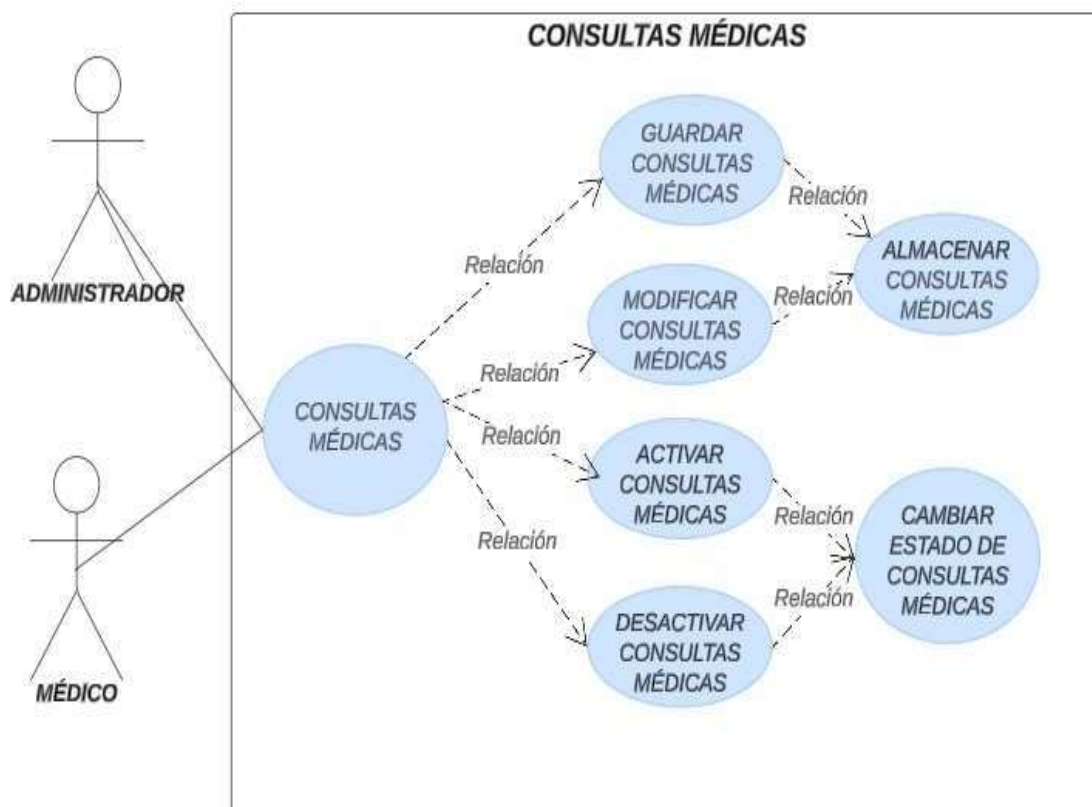 CONSULTAS MÉDICAS
GUARDAR
CONSULTAS
MÉDICAS
Relación
ALMACENAR
CONSULTAS
MÉDICAS
Relación
ADMINISTRADOR
MODIFICAR
CONSULTAS
MÉDICAS
Relación
Relación
CONSULTAS
MÉDICAS
Relación
ACTIVAR
CONSULTAS
MÉDICAS
Relación
CAMBIAR
ESTADO DE
CONSULTAS
MÉDICAS
Relación
Relación
DESACTIVAR
CONSULTAS
MÉDICAS
MÉDICO